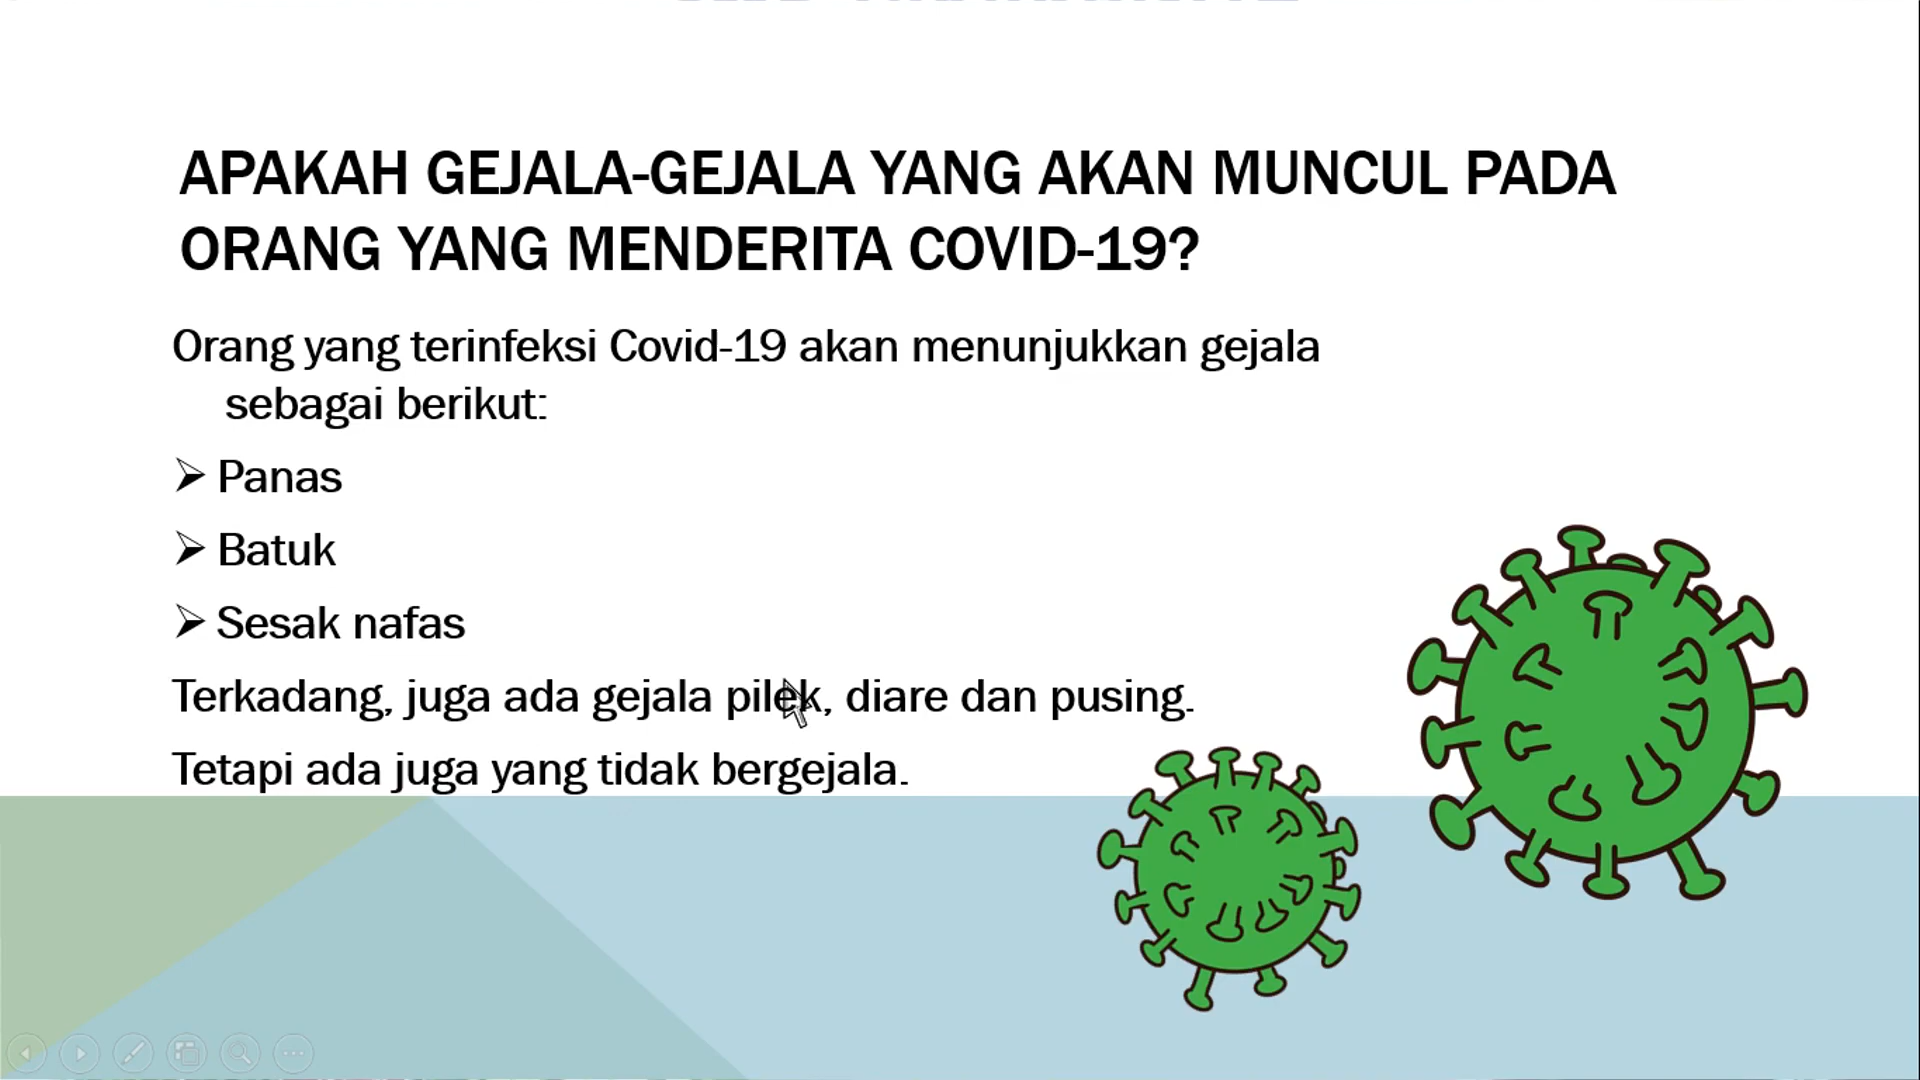 APAKAH GEJALA-GEJALA YANG AKAN MUNCUL PADA
ORANG YANG MENDERITA COVID-19?
Orang yang terinfeksi Covid-19 akan menunjukkan gejala
sebagai berikut:
Panas
Batuk
Sesak nafas
Terkadang, juga ada gejala pilek, diare dan pusing.
Tetapi ada juga yang tidak bergejala.